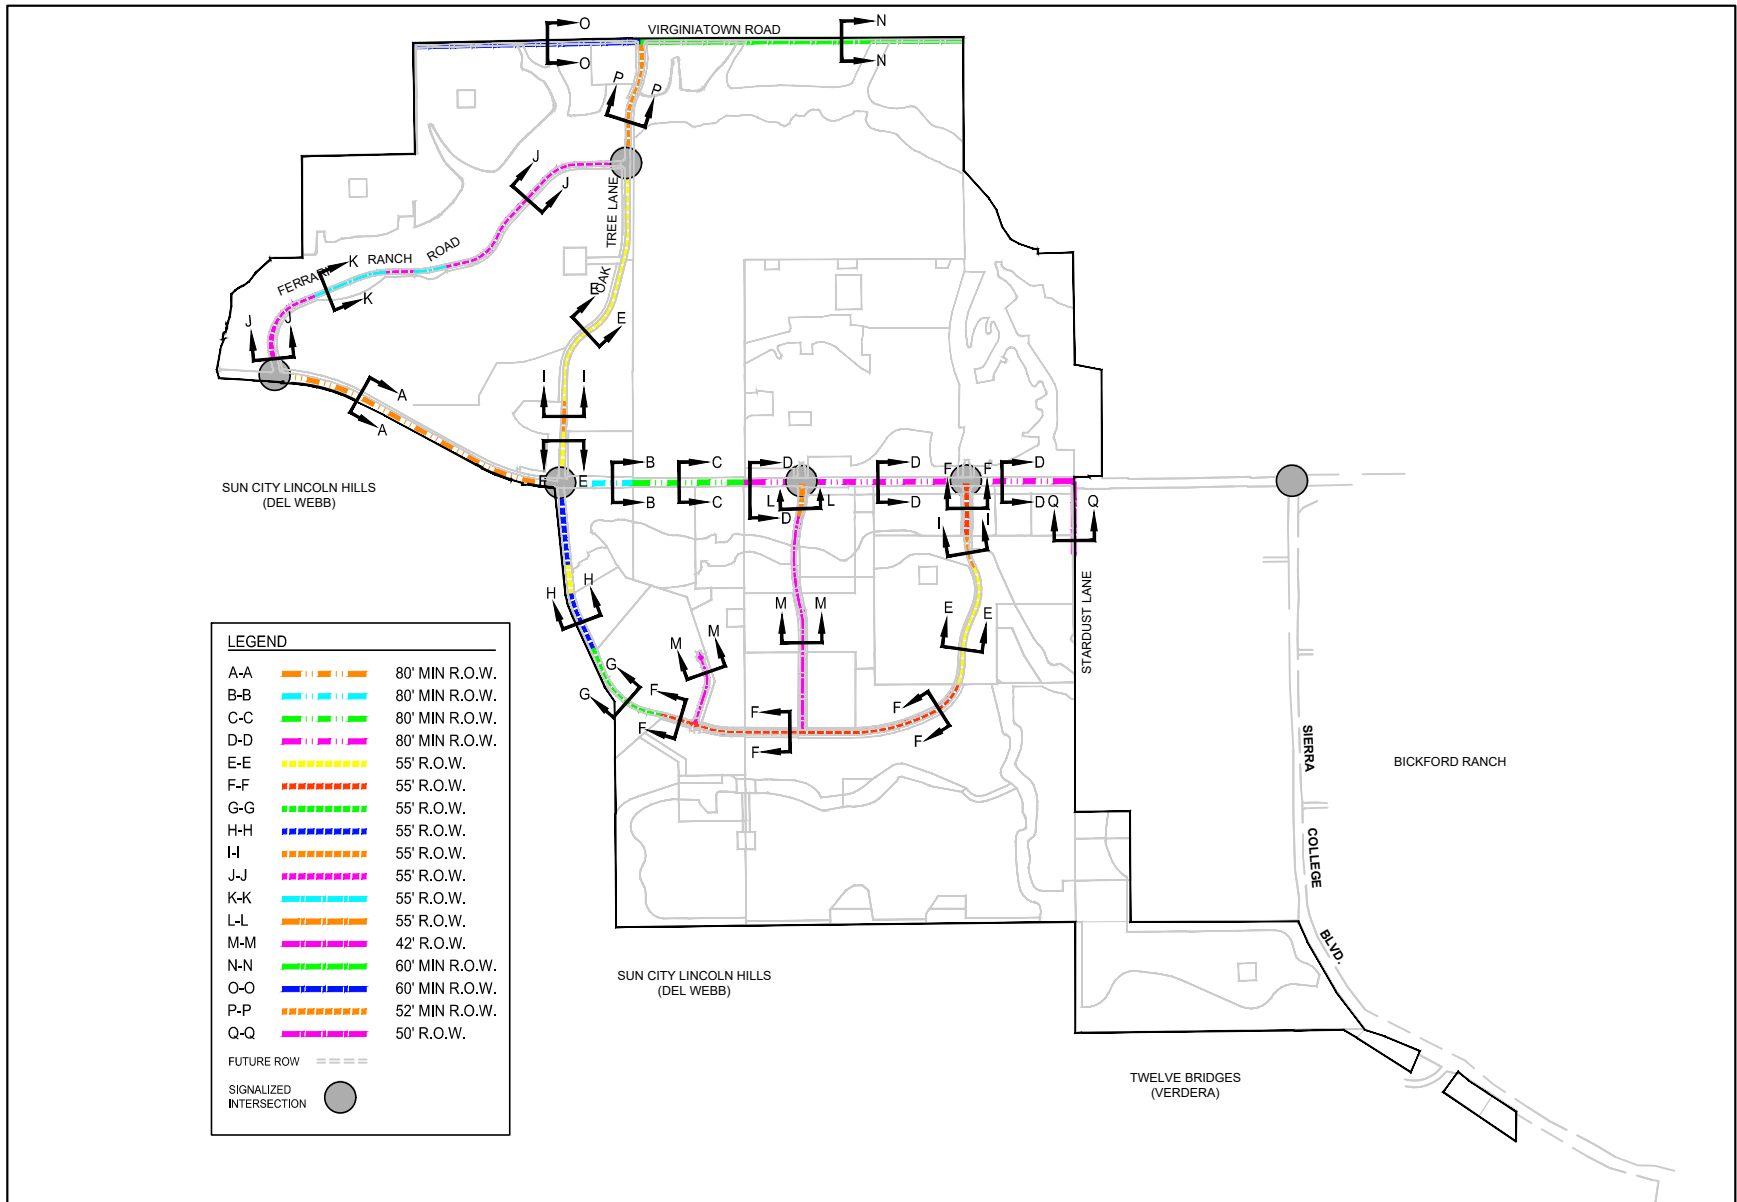 O
N
VIRGINIATOWN ROAD
O
N
P
P
J
J
TREE LANE
OAK
FERRARI RANCH ROAD
K
K
J
J
E
E
I
I
A
A
E
E
B
C
D
D
F
F
D
B
C
L
L
D
D
D
Q
Q
SUN CITY LINCOLN HILLS
(DEL WEBB)
I
I
H
H
M
M
E
E
M
M
STARDUST LANE
G
G
F
F
F
F
F
F
SIERRA COLLEGE BLVD.
BICKFORD RANCH
LEGEND
A-A 80' MIN R.O.W.
B-B 80' MIN R.O.W.
C-C 80' MIN R.O.W.
D-D 80' MIN R.O.W.
E-E 55' R.O.W.
F-F 55' R.O.W.
G-G 55' R.O.W.
H-H 55' R.O.W.
I-I 55' R.O.W.
J-J 55' R.O.W.
K-K 55' R.O.W.
L-L 55' R.O.W.
M-M 42' R.O.W.
N-N 60' MIN R.O.W.
O-O 60' MIN R.O.W.
P-P 52' MIN R.O.W.
Q-Q 50' R.O.W.
FUTURE ROW
SIGNALIZED
INTERSECTION
SUN CITY LINCOLN HILLS
(DEL WEBB)
TWELVE BRIDGES
(VERDERA)